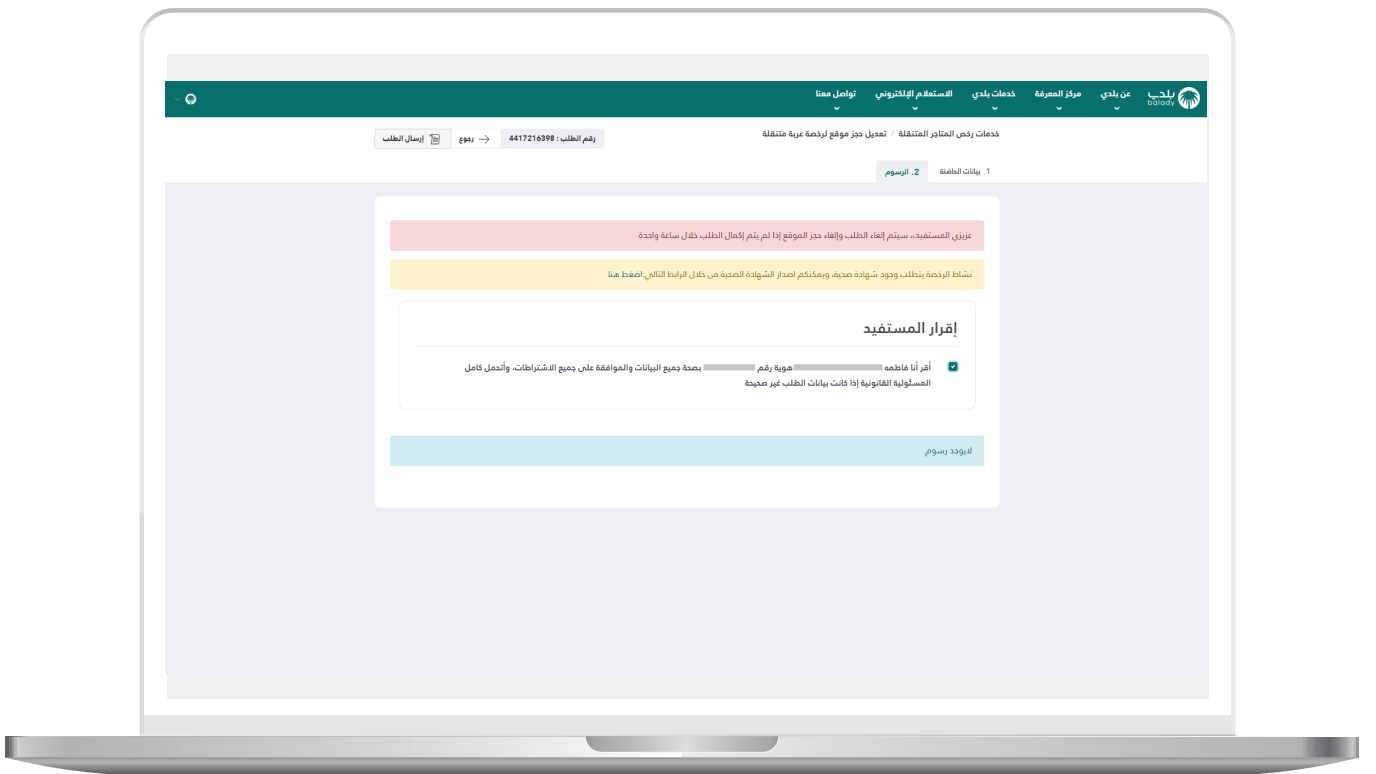 بلدي
balady
عن بلدي
مركز المعرفة
خدمات بلدي
الاستعلام الإلكتروني
تواصل معنا
خدمات رخص المتاجر المتنقلة / تعديل حجز موقع لرخصة عربة متنقلة
رقم الطلب : 4417216398
رجوع
إرسال الطلب
1. بيانات الحاضنة
2. الرسوم
عزيزي المستفيد،، سيتم إلغاء الطلب وإلغاء حجز الموقع إذا لم يتم إكمال الطلب خلال ساعة واحدة
نشاط الرخصة يتطلب وجود شهادة صحية، ويمكنكم اصدار الشهادة الصحية من خلال الرابط التالي:اضغط هنا
إقرار المستفيد
أقر أنا فاطمه هوية رقم بصحة جميع البيانات والموافقة على جميع الاشتراطات، وأتحمل كامل
المسئولية القانونية إذا كانت بيانات الطلب غير صحيحة
لايوجد رسوم